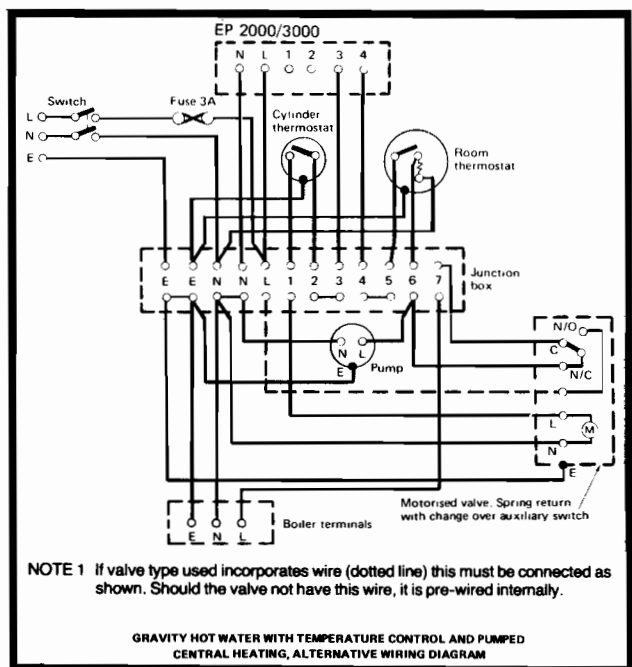 EP 2000/3000
N L 1 2 3 4
Switch
Fuse 3A
L
N
E
Cylinder
thermostat
Room
thermostat
E E N N L 1 2 3 4 5 6 7
Junction
box
N L
E
Pump
N/O
C
N/C
L
M
N
E
Motorised valve. Spring return
with change over auxiliary switch
E N L
Boiler terminals
NOTE 1 If valve type used incorporates wire (dotted line) this must be connected as
shown. Should the valve not have this wire, it is pre-wired internally.
GRAVITY HOT WATER WITH TEMPERATURE CONTROL AND PUMPED
CENTRAL HEATING, ALTERNATIVE WIRING DIAGRAM